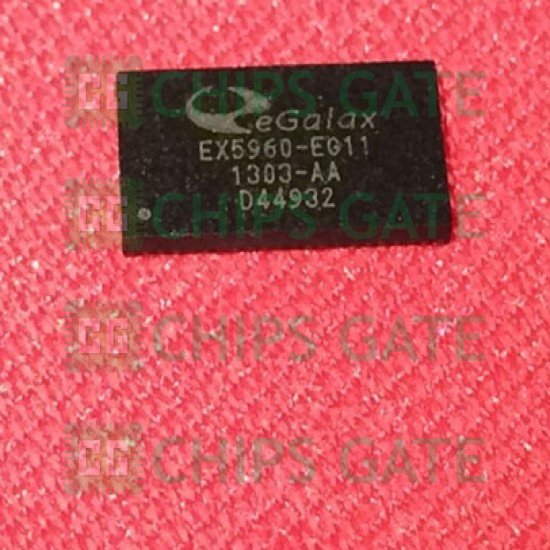 CHIPS GATE
eGalax
EX5960-EG11
1303-AA
D44932
CHIPS GATE
CHIPS GATE
CHIPS GATE